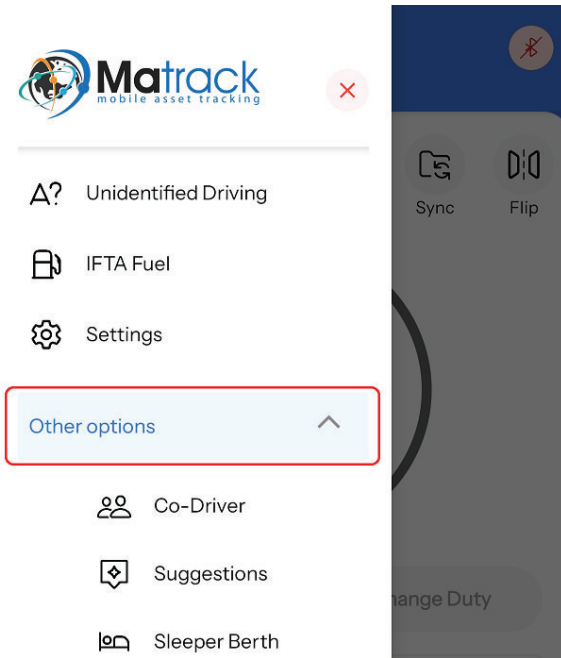 Matrack
mobile asset tracking
Unidentified Driving
IFTA Fuel
Settings
Other options
Co-Driver
Suggestions
Sleeper Berth
Sync
Flip
hange Duty